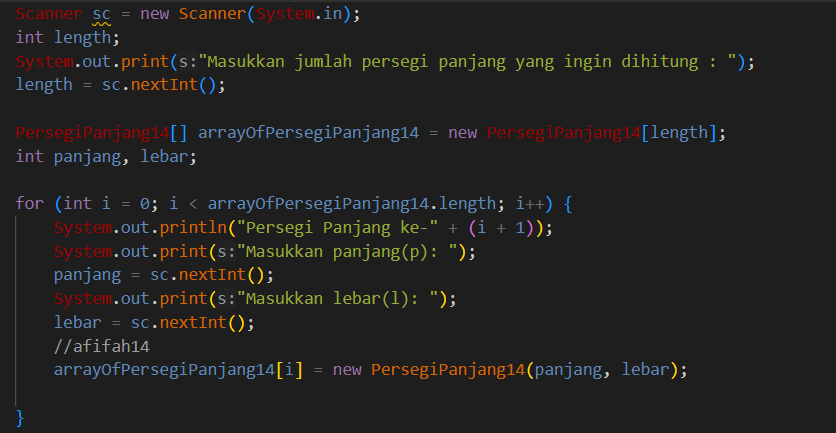 Scanner sc = new Scanner(System.in);
int length;
System.out.print(s:"Masukkan jumlah persegi panjang yang ingin dihitung : ");
length = sc.nextInt();
PersegiPanjang14[] arrayOfPersegiPanjang14 = new PersegiPanjang14[length];
int panjang, lebar;
for (int i = 0; i < arrayOfPersegiPanjang14.length; i++) {
System.out.println("Persegi Panjang ke-" + (i + 1));
System.out.print(s:"Masukkan panjang(p): ");
panjang = sc.nextInt();
System.out.print(s:"Masukkan lebar(l): ");
lebar = sc.nextInt();
//afifah14
arrayOfPersegiPanjang14[i] = new PersegiPanjang14(panjang, lebar);
}